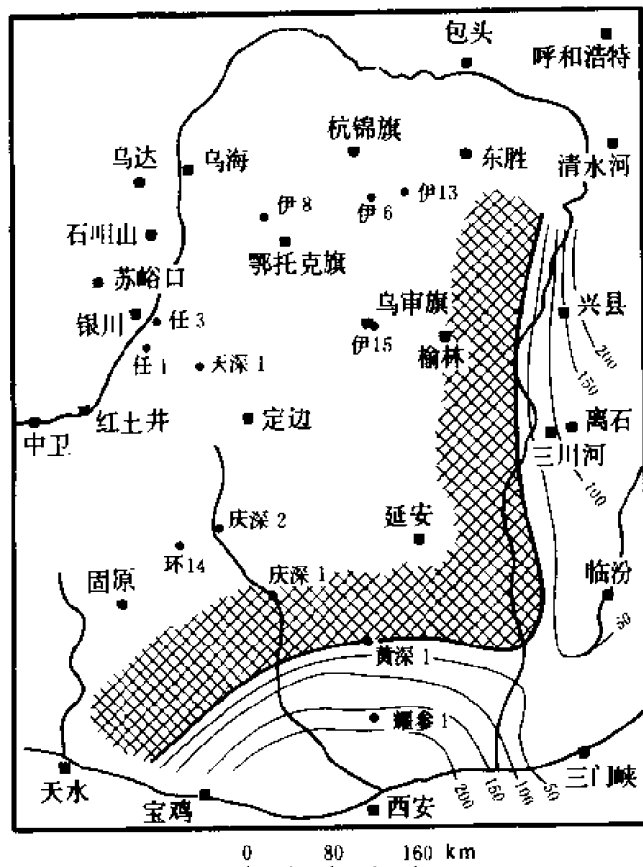 包头
呼和浩特
杭锦旗
东胜
清水河
乌达
乌海
伊8
伊6
伊13
石咀山
鄂托克旗
苏峪口
银川
任3
乌审旗
兴县
伊15
榆林
200
任1
天深1
150
红土井
定边
离石
中卫
三川河
100
庆深2
延安
环14
固原
庆深1
临汾
50
黄深1
耀参1
天水
宝鸡
西安
200
150
100
50
三门峡
0 80 160 km